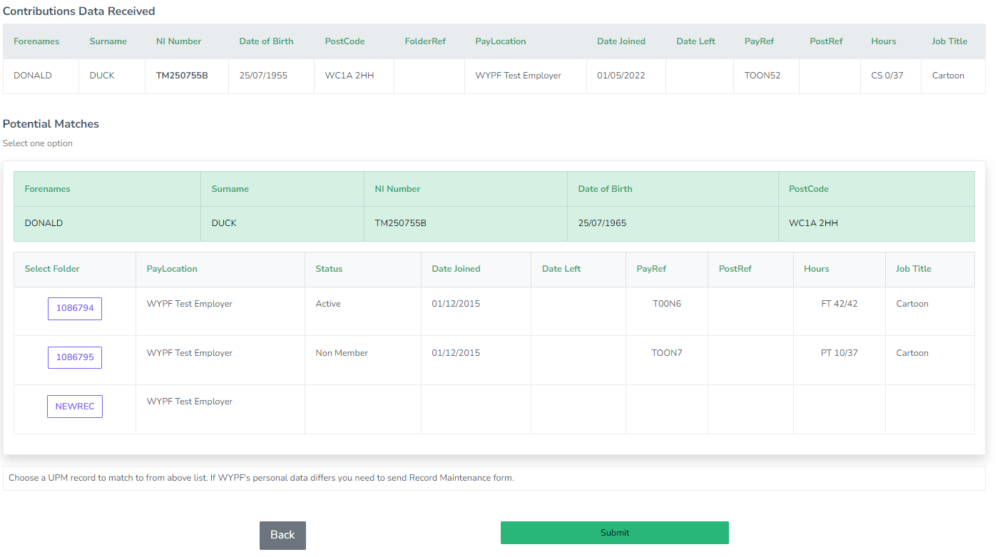 Contributions Data Received
Forenames Surname NI Number Date of Birth PostCode FolderRef PayLocation Date Joined Date Left PayRef PostRef Hours Job Title
DONALD DUCK TM250755B 25/07/1955 WC1A 2HH WYPF Test Employer 01/05/2022 TOON52 CS 0/37 Cartoon
Potential Matches
Select one option
Forenames Surname NI Number Date of Birth PostCode
DONALD DUCK TM250755B 25/07/1965 WC1A 2HH
Select Folder PayLocation Status Date Joined Date Left PayRef PostRef Hours Job Title
1086794 WYPF Test Employer Active 01/12/2015 T00N6 FT 42/42 Cartoon
1086795 WYPF Test Employer Non Member 01/12/2015 TOON7 PT 10/37 Cartoon
NEWREC WYPF Test Employer
Choose a UPM record to match to from above list. If WYPF's personal data differs you need to send Record Maintenance form.
Back Submit